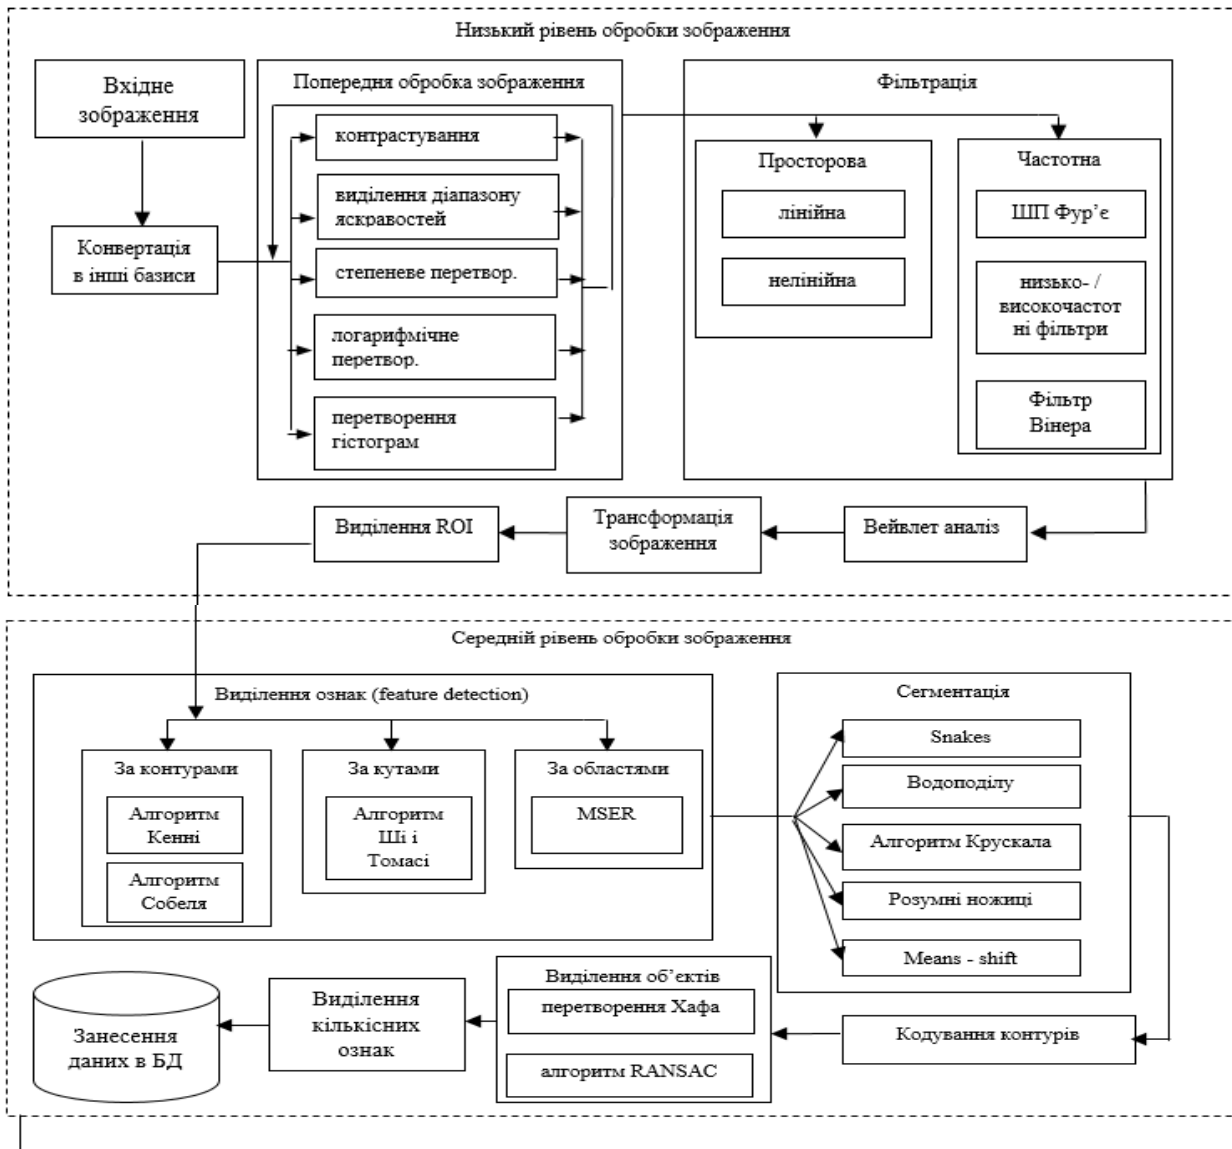 Низький рівень обробки зображення
Вхідне
зображення
Конвертація
в інші базиси
Попередня обробка зображення
контрастування
виділення діапазону
яскравостей
степеневе перетвор.
логарифмічне
перетвор.
перетворення
гістограм
Фільтрація
Просторова
лінійна
нелінійна
Частотна
ШП Фур’є
низько- /
високочастот
ні фільтри
Фільтр
Вінера
Вейвлет аналіз
Трансформація
зображення
Виділення ROI
Середній рівень обробки зображення
Виділення ознак (feature detection)
За контурами
Алгоритм
Кенні
Алгоритм
Собеля
За кутами
Алгоритм
Ші і
Томасі
За областями
MSER
Сегментація
Snakes
Водоподілу
Алгоритм Крускала
Розумні ножиці
Means - shift
Кодування контурів
Виділення об’єктів
перетворення Хафа
алгоритм RANSAC
Виділення
кількісних
ознак
Занесення
даних в БД